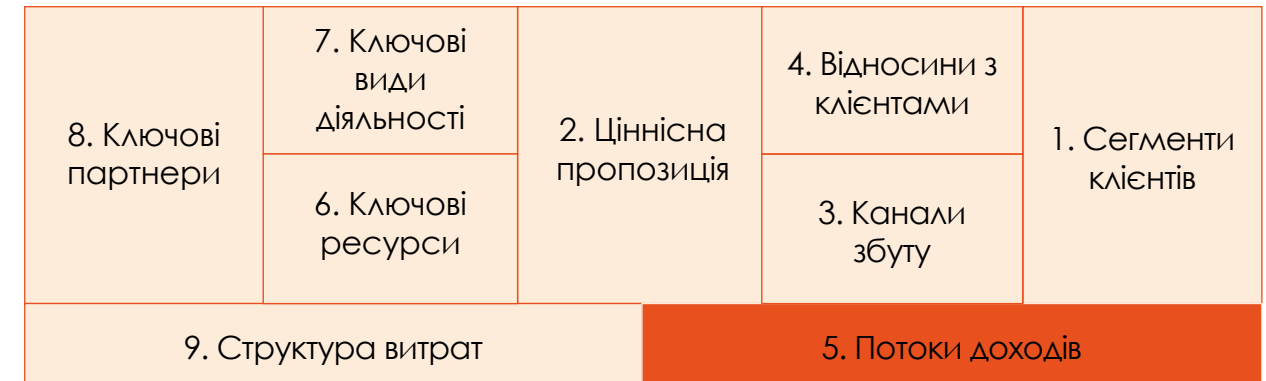 8. Ключові
партнери
7. Ключові
види
діяльності
6. Ключові
ресурси
2. Ціннісна
пропозиція
4. Відносини з
клієнтами
3. Канали
збуту
1. Сегменти
клієнтів
9. Структура витрат
5. Потоки доходів